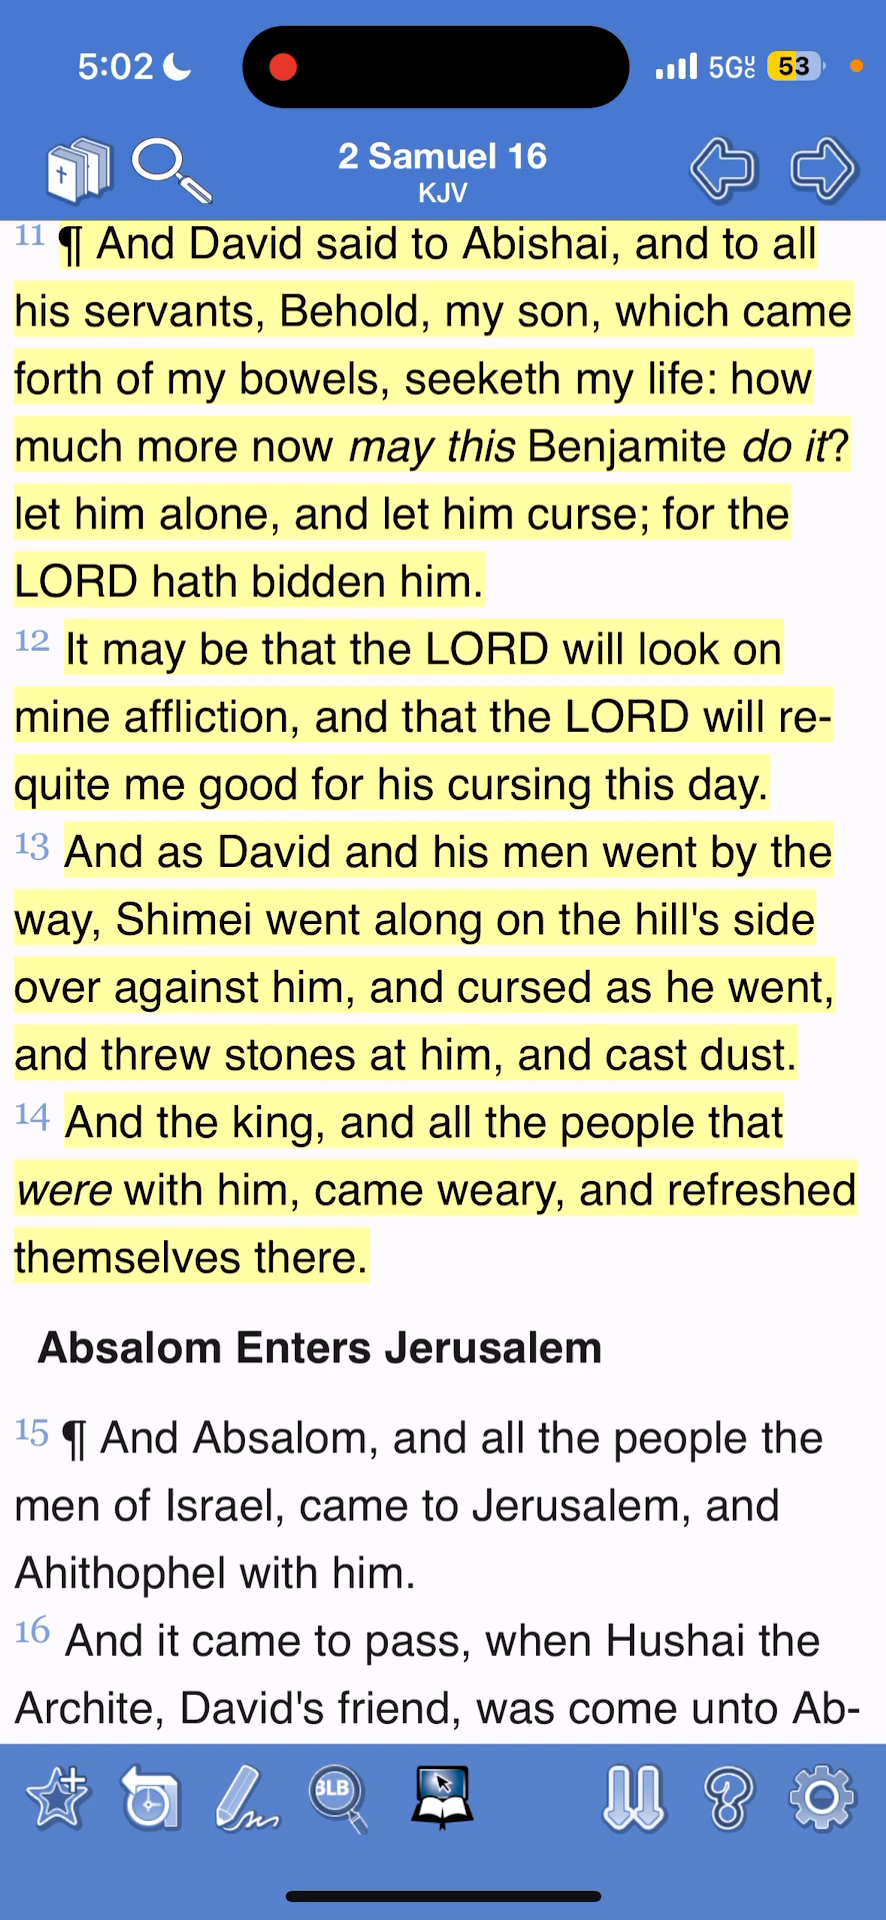 5:02
5G UC 53
2 Samuel 16
KJV
11 ¶ And David said to Abishai, and to all
his servants, Behold, my son, which came
forth of my bowels, seeketh my life: how
much more now may this Benjamite do it?
let him alone, and let him curse; for the
LORD hath bidden him.
12 It may be that the LORD will look on
mine affliction, and that the LORD will re-
quite me good for his cursing this day.
13 And as David and his men went by the
way, Shimei went along on the hill's side
over against him, and cursed as he went,
and threw stones at him, and cast dust.
14 And the king, and all the people that
were with him, came weary, and refreshed
themselves there.
Absalom Enters Jerusalem
15 ¶ And Absalom, and all the people the
men of Israel, came to Jerusalem, and
Ahithophel with him.
16 And it came to pass, when Hushai the
Archite, David's friend, was come unto Ab-
BLB